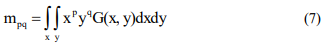 m_pq = ∬ x^p y^q G(x, y)dxdy (7)
x y